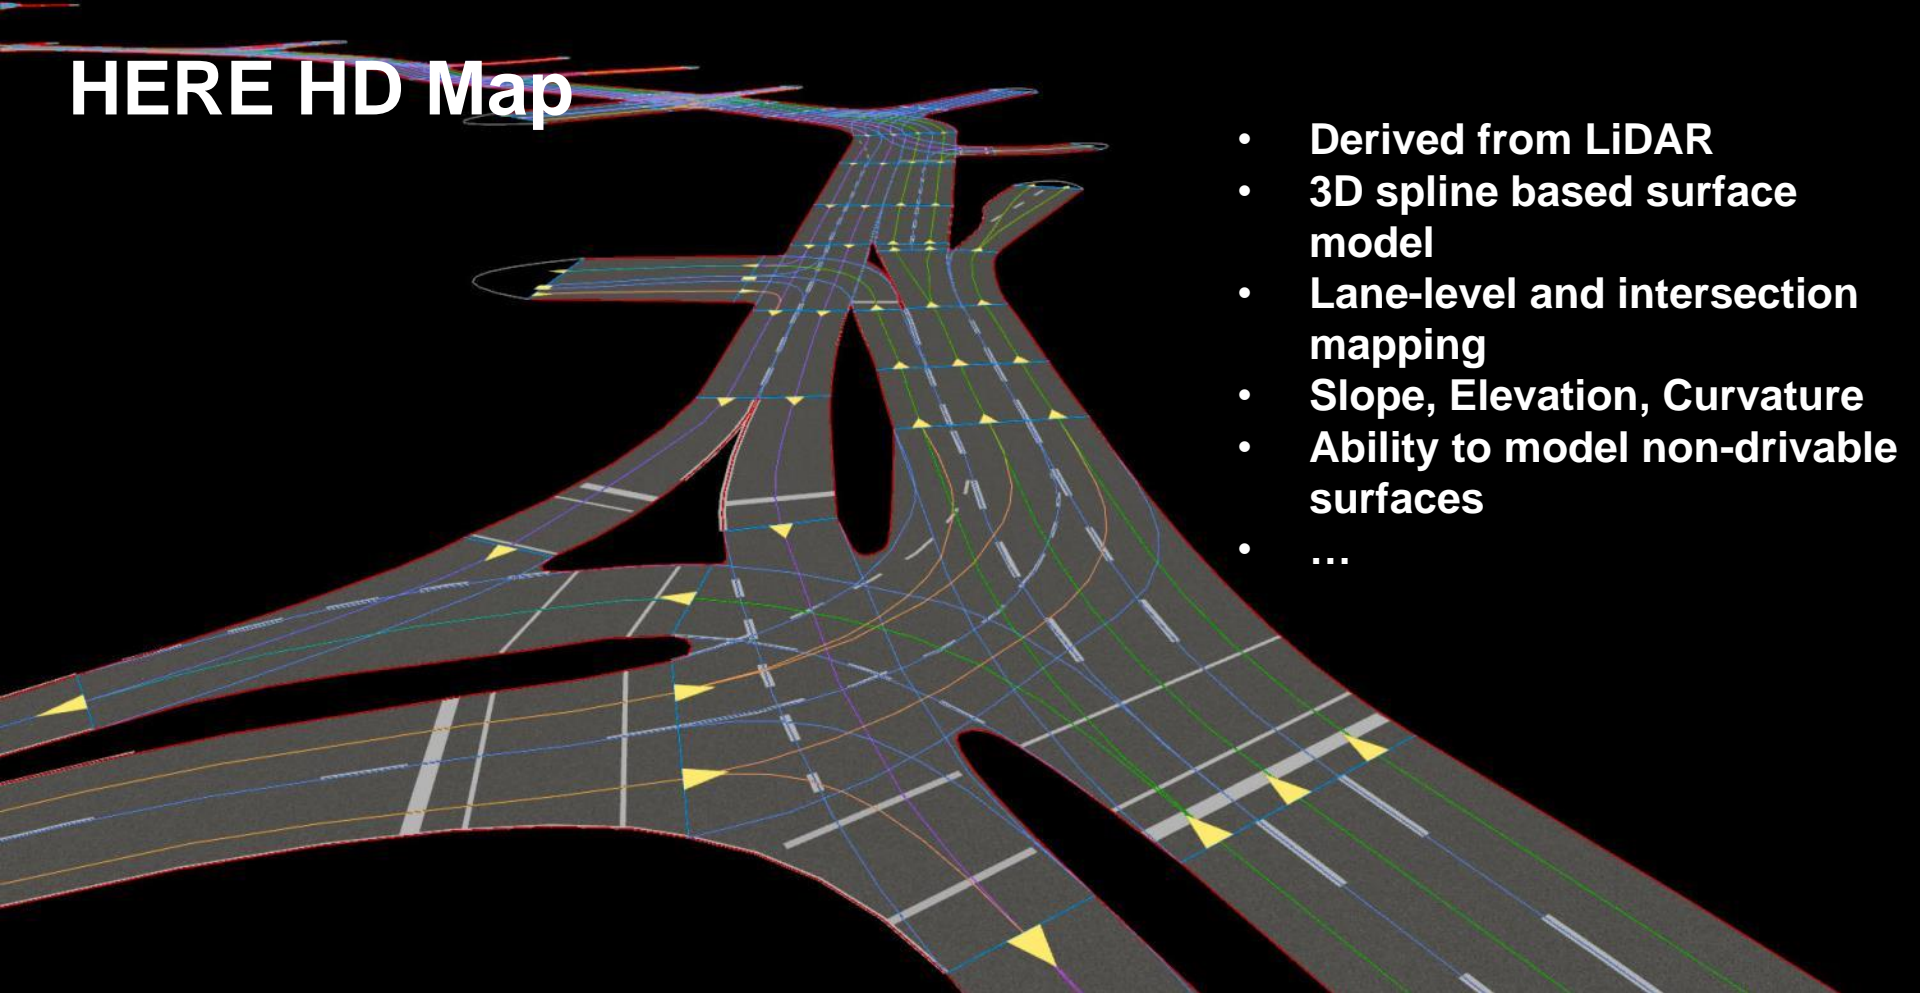 HERE HD Map
• Derived from LiDAR
• 3D spline based surface
model
• Lane-level and intersection
mapping
• Slope, Elevation, Curvature
• Ability to model non-drivable
surfaces
• …